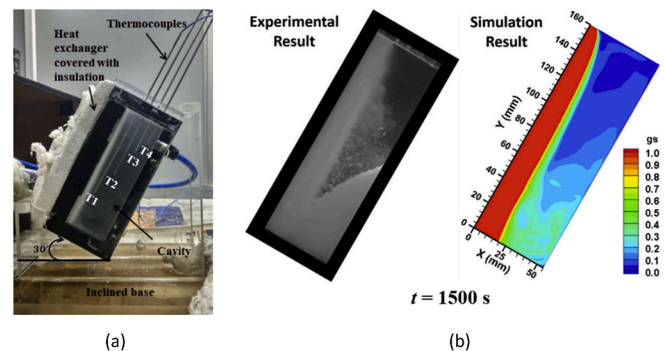 Thermocouples
Heat
exchanger
covered with
insulation
T4
T3
T2
T1
30°
Cavity
Inclined base
(a)
Experimental
Result
Simulation
Result
160
140
120
100
80
60
40
20
0
Y (mm)
0
25
50
X (mm)
gs
1.0
0.9
0.8
0.7
0.6
0.5
0.4
0.3
0.2
0.1
0.0
t = 1500 s
(b)